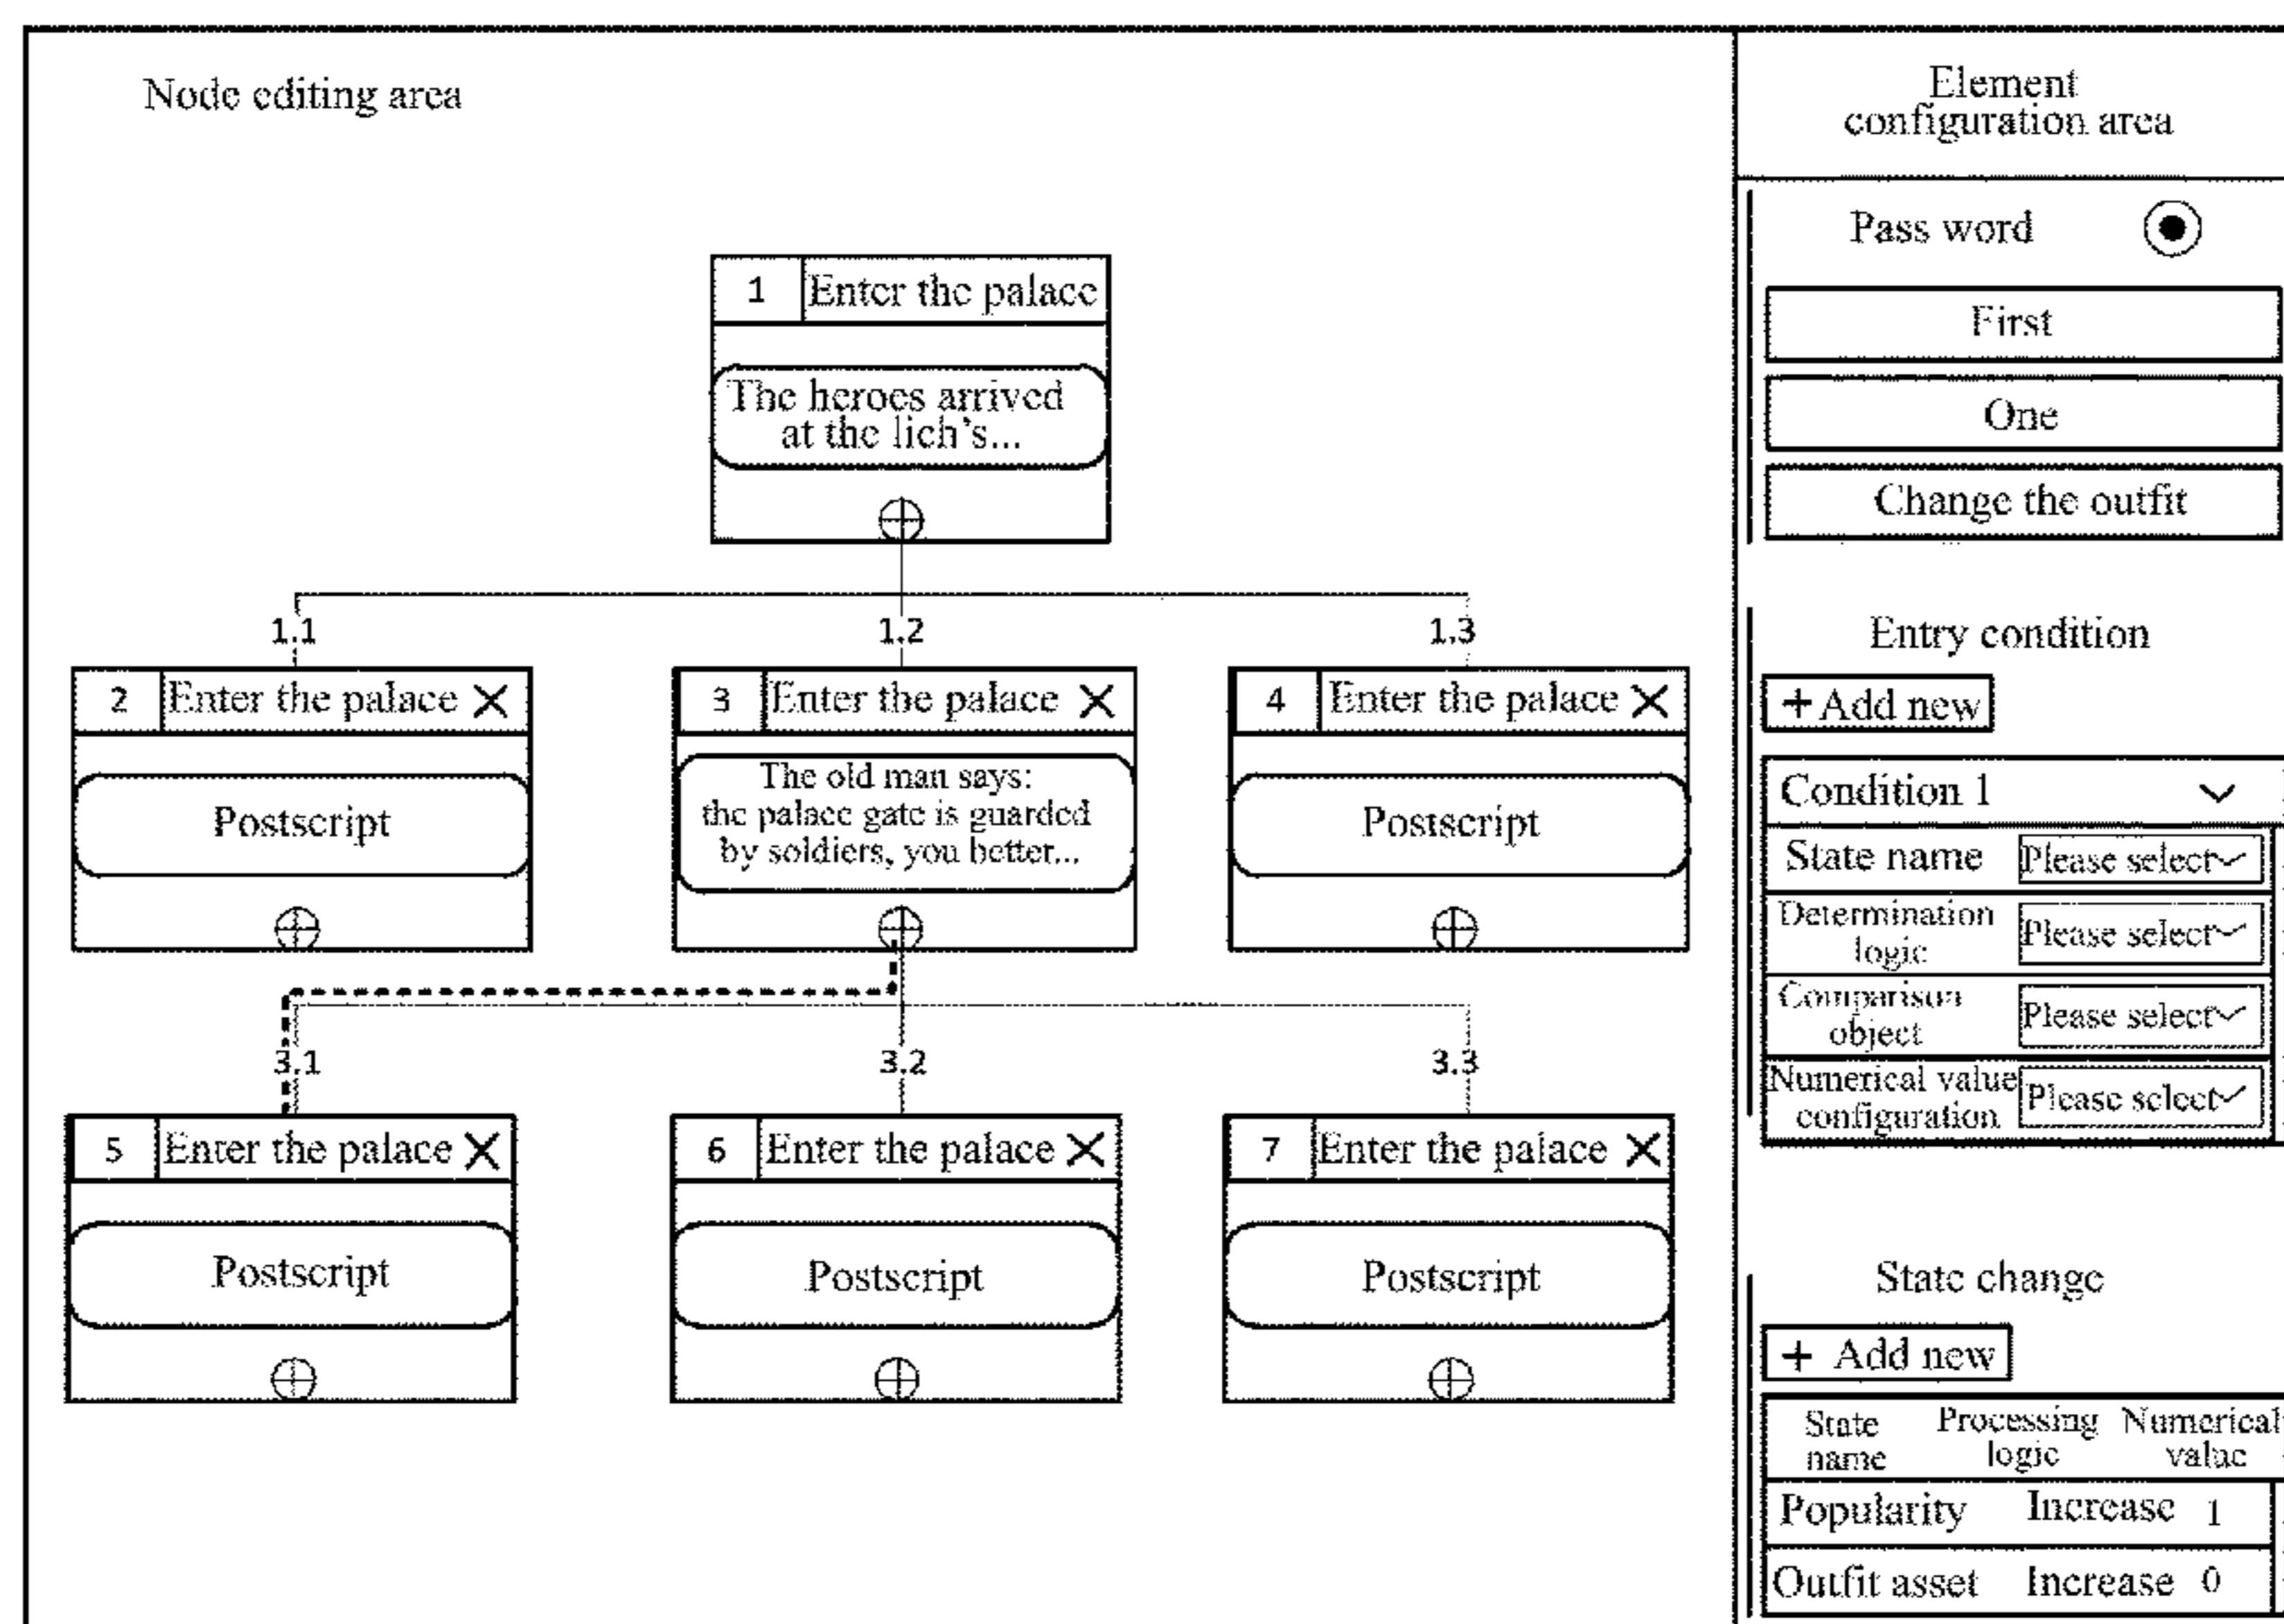 Node editing area
1 Enter the palace
The heroes arrived
at the lich's...
1.1 1.2 1.3
2 Enter the palace ×
Postscript
3 Enter the palace ×
The old man says:
the palace gate is guarded
by soldiers, you better...
4 Enter the palace ×
Postscript
3.1 3.2 3.3
5 Enter the palace ×
Postscript
6 Enter the palace ×
Postscript
7 Enter the palace ×
Postscript
Element
configuration area
Pass word
First
One
Change the outfit
Entry condition
+ Add new
Condition 1
State name Please select
Determination
logic
Please select
Comparison
object
Please select
Numerical value
configuration
Please select
State change
+ Add new
State
name
Processing
logic
Numerical
value
Popularity Increase 1
Outfit asset Increase 0